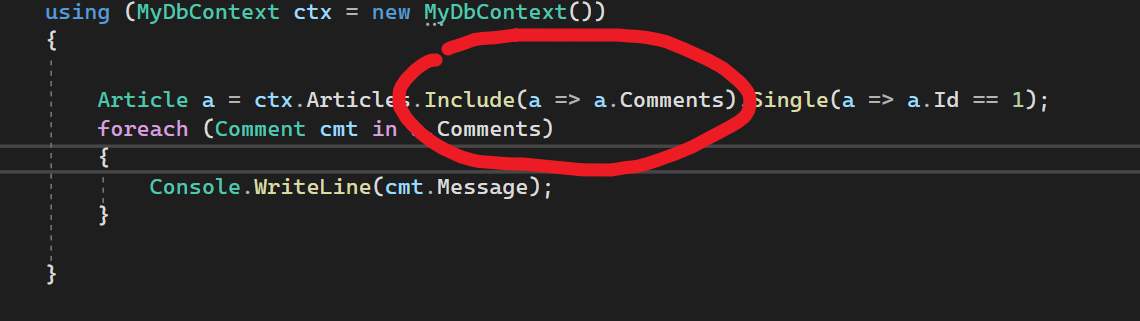 using (MyDbContext ctx = new MyDbContext())
{
Article a = ctx.Articles.Include(a => a.Comments).Single(a => a.Id == 1);
foreach (Comment cmt in .Comments)
{
Console.WriteLine(cmt.Message);
}
}